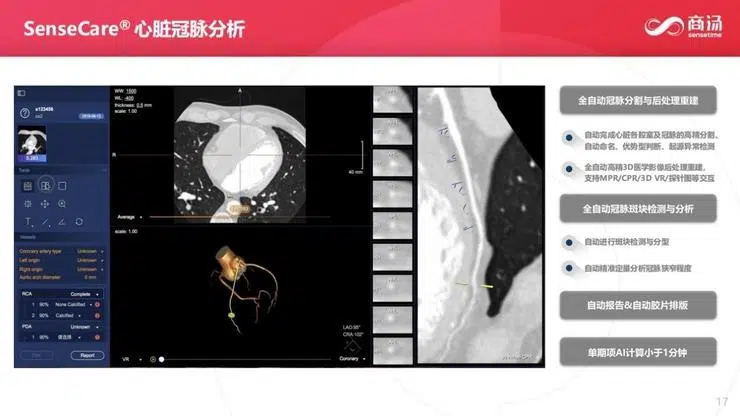 SenseCare® 心脏冠脉分析
商汤
sensetime
s123456
WW: 1500
WL: -400
thickness: 0.5 mm
scale: 1.00
A
R
40 mm
Average
Tools
Vessels
Coronary artery type Unknown
Left origin Unknown
Right origin Unknown
Aortic arch diameter 0 mm
RCA Complete
1 90% None Calcified
2 90% Calcified
PDA Unknown
1 90% 请选择
Report
scale: 1.00
LAO:95°
CRA:102°
VR
Coronary
全自动冠脉分割与后处理重建
自动完成心脏各腔室及冠脉的高精分割、
自动命名、优势型判断、起源异常检测
全自动高精3D医学影像后处理重建,
支持MPR/CPR/3D VR/探针图等交互
全自动冠脉斑块检测与分析
自动进行斑块检测与分型
自动精准定量分析冠脉狭窄程度
自动报告&自动胶片排版
单期项AI计算小于1分钟
17